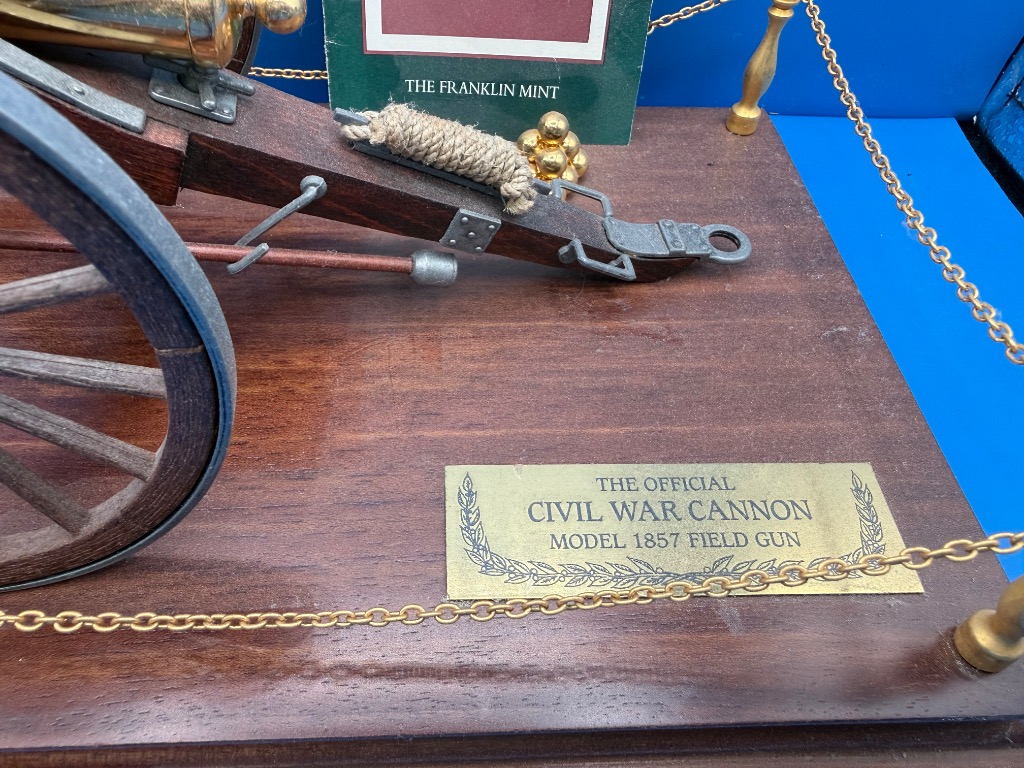 THE FRANKLIN MINT
THE OFFICIAL
CIVIL WAR CANNON
MODEL 1857 FIELD GUN